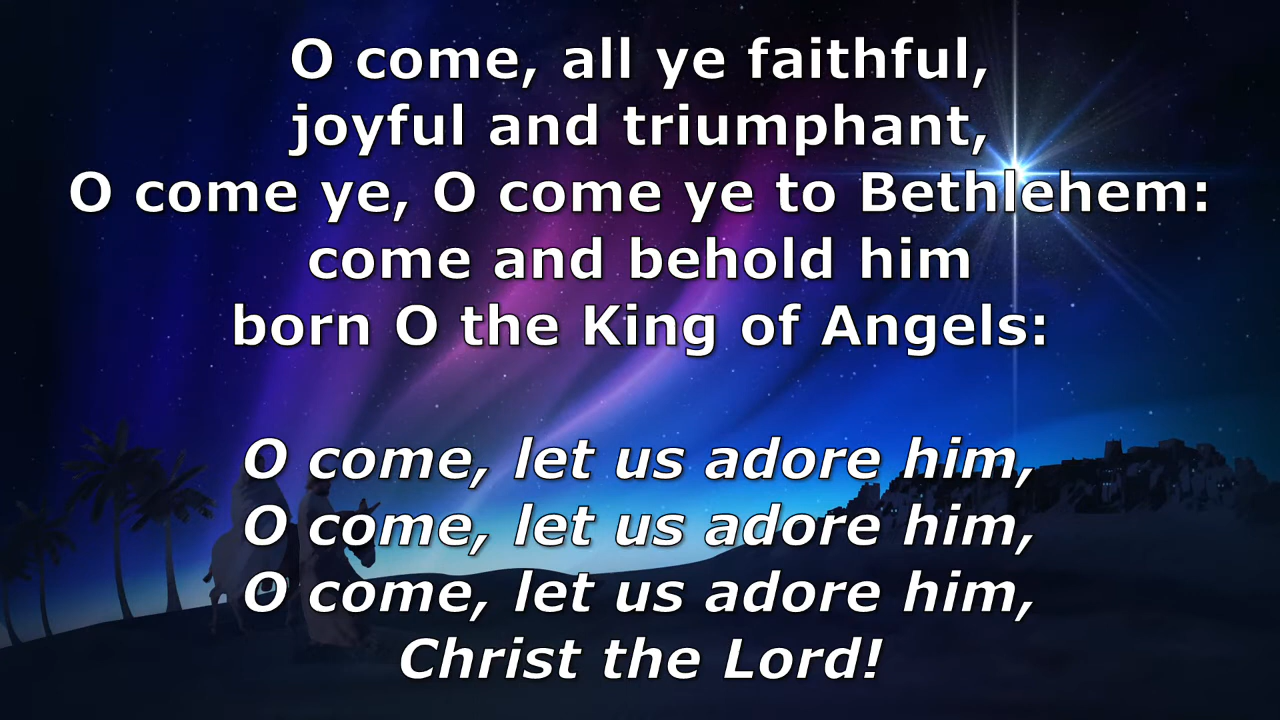 O come, all ye faithful,
joyful and triumphant,
O come ye, O come ye to Bethlehem:
come and behold him
born O the King of Angels:
O come, let us adore him,
O come, let us adore him,
O come, let us adore him,
Christ the Lord!